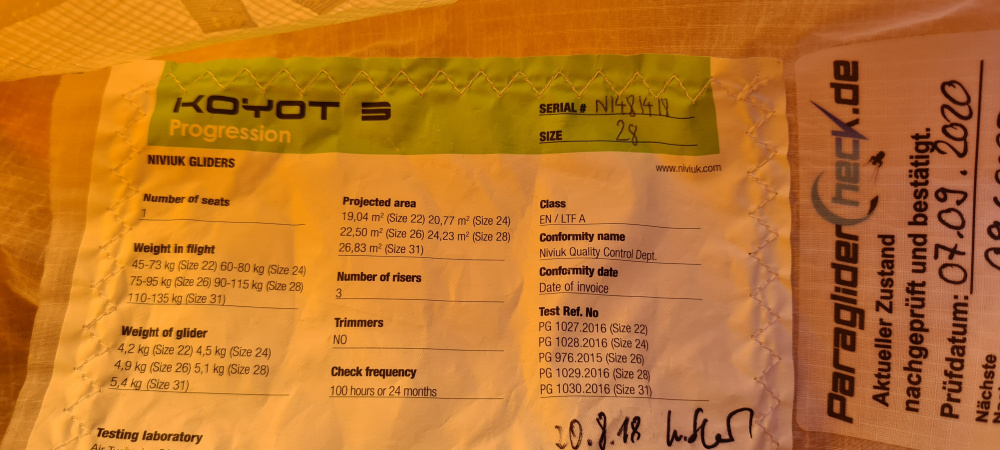 KOYOT 3
Progression
SERIAL # N1481418
SIZE 28
NIVIUK GLIDERS
www.niviuk.com
Number of seats
1
Weight in flight
45-73 kg (Size 22) 60-80 kg (Size 24)
75-95 kg (Size 26) 90-115 kg (Size 28)
110-135 kg (Size 31)
Weight of glider
4,2 kg (Size 22) 4,5 kg (Size 24)
4,9 kg (Size 26) 5,1 kg (Size 28)
5,4 kg (Size 31)
Testing laboratory
Projected area
19,04 m² (Size 22) 20,77 m² (Size 24)
22,50 m² (Size 26) 24,23 m² (Size 28)
26,83 m² (Size 31)
Number of risers
3
Trimmers
NO
Check frequency
100 hours or 24 months
Class
EN / LTF A
Conformity name
Niviuk Quality Control Dept.
Conformity date
Date of invoice
Test Ref. No
PG 1027.2016 (Size 22)
PG 1028.2016 (Size 24)
PG 976.2015 (Size 26)
PG 1029.2016 (Size 28)
PG 1030.2016 (Size 31)
20.8.18
ParagliderCheck.de
Aktueller Zustand
nachgeprüft und bestätigt.
Prüfdatum: 07.09.2020
Nächste